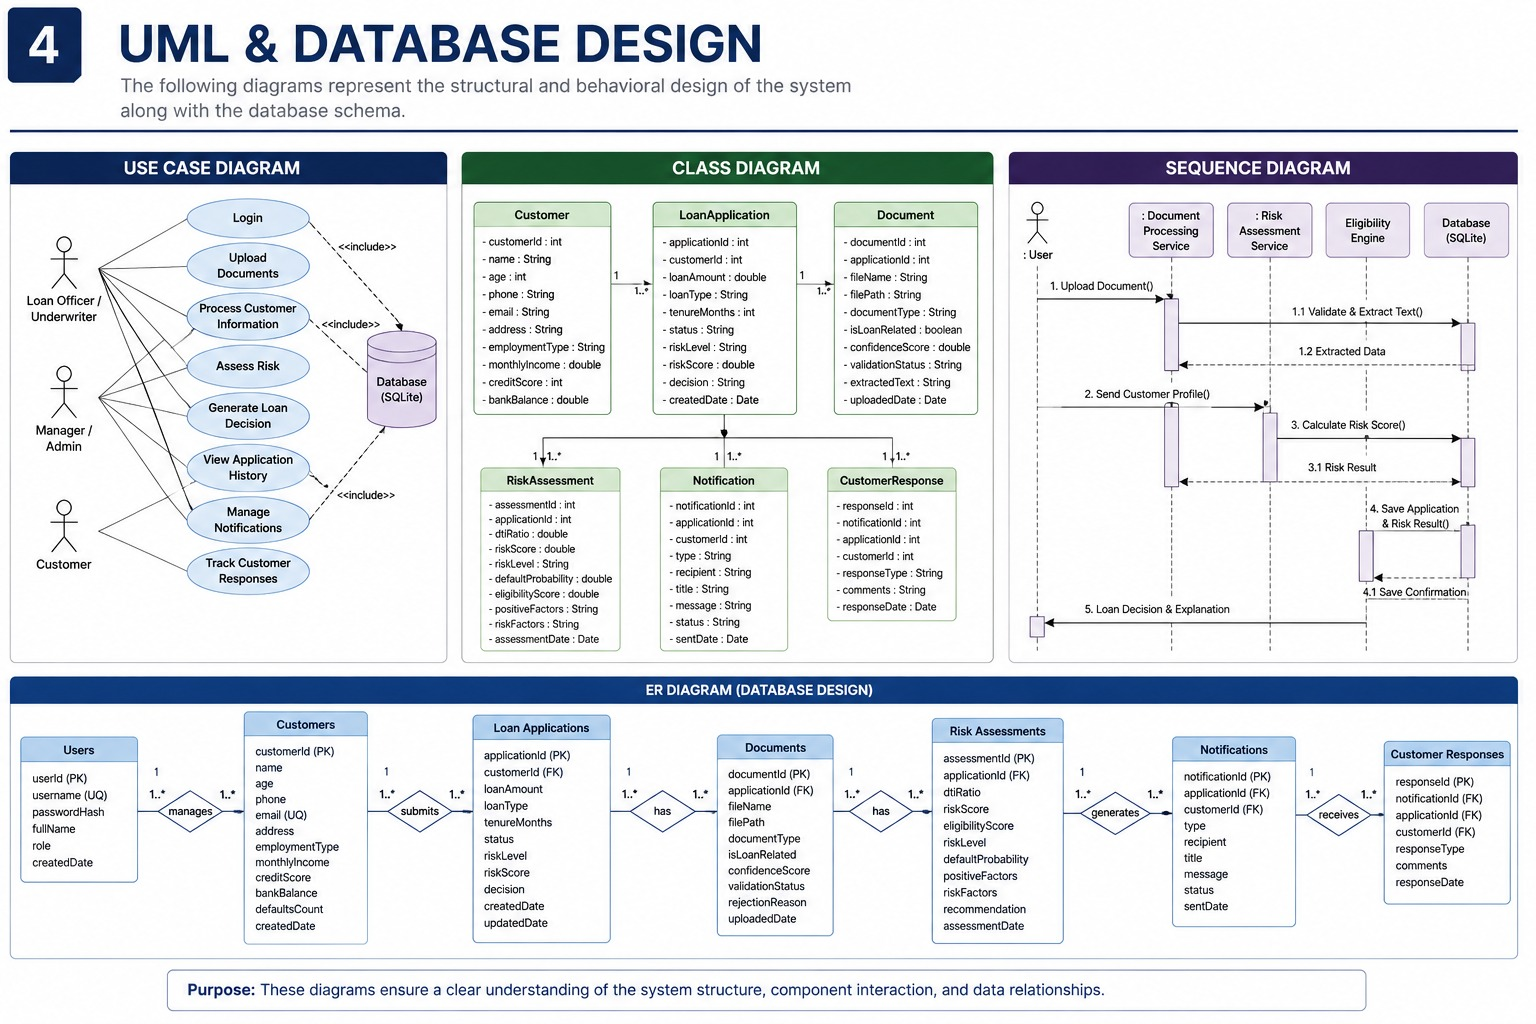 4
UML & DATABASE DESIGN
The following diagrams represent the structural and behavioral design of the system
along with the database schema.
USE CASE DIAGRAM
Login
Upload
Documents
Process Customer
Information
Assess Risk
Generate Loan
Decision
View Application
History
Manage
Notifications
Track Customer
Responses
Loan Officer /
Underwriter
Manager /
Admin
Customer
<<include>>
<<include>>
<<include>>
Database
(SQLite)
CLASS DIAGRAM
Customer
- customerId : int
- name : String
- age : int
- phone : String
- email : String
- address : String
- employmentType : String
- monthlyIncome : double
- creditScore : int
- bankBalance : double
1
1..*
LoanApplication
- applicationId : int
- customerId : int
- loanAmount : double
- loanType : String
- tenureMonths : int
- status : String
- riskLevel : String
- riskScore : double
- decision : String
- createdDate : Date
1
1..*
Document
- documentId : int
- applicationId : int
- fileName : String
- filePath : String
- documentType : String
- isLoanRelated : boolean
- confidenceScore : double
- validationStatus : String
- extractedText : String
- uploadedDate : Date
1 1..*
1 1..*
1 1..*
RiskAssessment
- assessmentId : int
- applicationId : int
- dtiRatio : double
- riskScore : double
- riskLevel : String
- defaultProbability : double
- eligibilityScore : double
- positiveFactors : String
- riskFactors : String
- assessmentDate : Date
Notification
- notificationId : int
- applicationId : int
- customerId : int
- type : String
- recipient : String
- title : String
- message : String
- status : String
- sentDate : Date
CustomerResponse
- responseId : int
- notificationId : int
- applicationId : int
- customerId : int
- responseType : String
- comments : String
- responseDate : Date
SEQUENCE DIAGRAM
: User
: Document
Processing
Service
: Risk
Assessment
Service
Eligibility
Engine
Database
(SQLite)
1. Upload Document()
1.1 Validate & Extract Text()
1.2 Extracted Data
2. Send Customer Profile()
3. Calculate Risk Score()
3.1 Risk Result
4. Save Application
& Risk Result()
4.1 Save Confirmation
5. Loan Decision & Explanation
ER DIAGRAM (DATABASE DESIGN)
Users
userId (PK)
username (UQ)
passwordHash
fullName
role
createdDate
1
1..*
manages
1..*
Customers
customerId (PK)
name
age
phone
email (UQ)
address
employmentType
monthlyIncome
creditScore
bankBalance
defaultsCount
createdDate
1
1..*
submits
1..*
Loan Applications
applicationId (PK)
customerId (FK)
loanAmount
loanType
tenureMonths
status
riskLevel
riskScore
decision
createdDate
updatedDate
1
1..*
has
1..*
Documents
documentId (PK)
applicationId (FK)
fileName
filePath
documentType
isLoanRelated
confidenceScore
validationStatus
rejectionReason
uploadedDate
1
1..*
has
1..*
Risk Assessments
assessmentId (PK)
applicationId (FK)
dtiRatio
riskScore
eligibilityScore
riskLevel
defaultProbability
positiveFactors
riskFactors
recommendation
assessmentDate
1
1..*
generates
1..*
Notifications
notificationId (PK)
applicationId (FK)
customerId (FK)
type
recipient
title
message
status
sentDate
1
1..*
receives
1..*
Customer Responses
responseId (PK)
notificationId (FK)
applicationId (FK)
customerId (FK)
responseType
comments
responseDate
Purpose: These diagrams ensure a clear understanding of the system structure, component interaction, and data relationships.